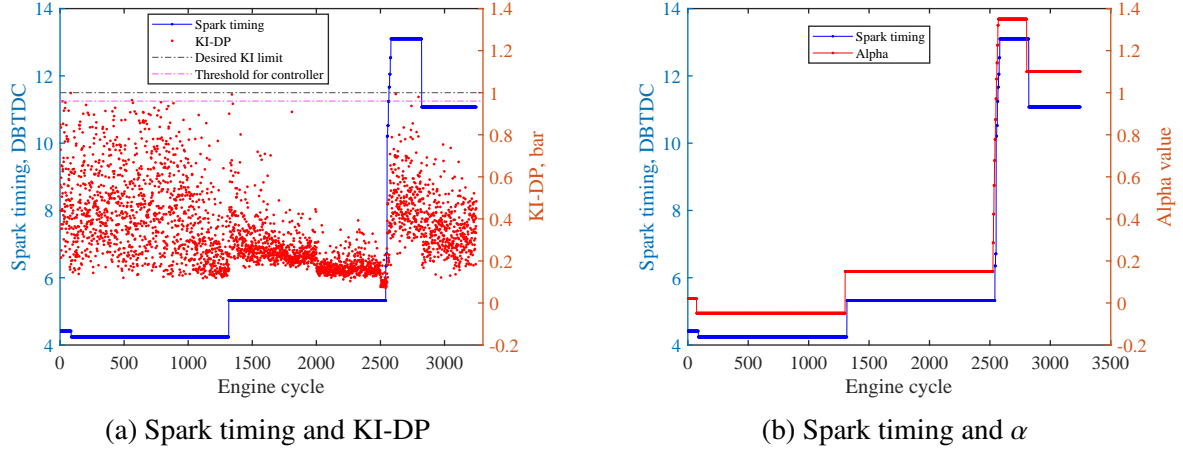 Spark timing
KI-DP
Desired KI limit
Threshold for controller
14
12
10
8
6
4
Spark timing, DBTDC
1.4
1.2
1
0.8
0.6
0.4
0.2
0
-0.2
KI-DP, bar
0 500 1000 1500 2000 2500 3000
Engine cycle
(a) Spark timing and KI-DP
Spark timing
Alpha
14
12
10
8
6
4
Spark timing, DBTDC
1.4
1.2
1
0.8
0.6
0.4
0.2
0
-0.2
Alpha value
0 500 1000 1500 2000 2500 3000 3500
Engine cycle
(b) Spark timing and α